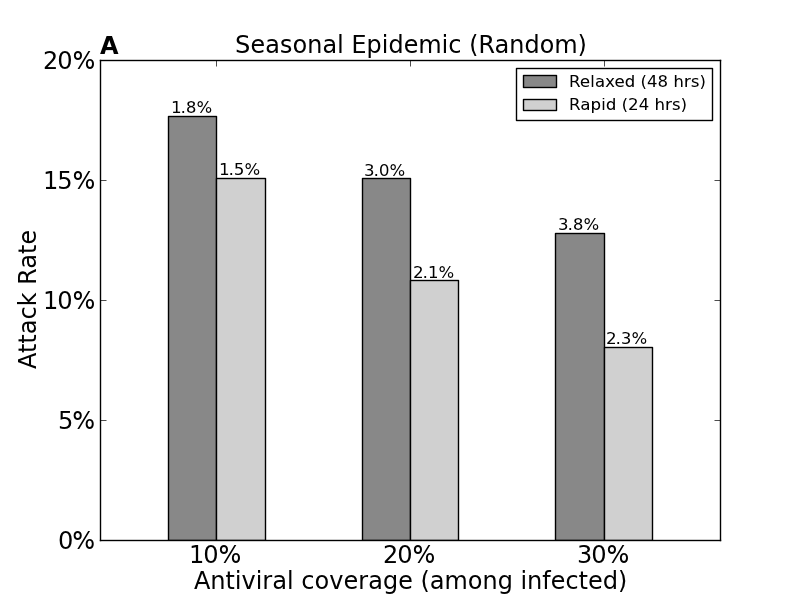 A
Seasonal Epidemic (Random)
20%
15%
10%
5%
0%
Attack Rate
Relaxed (48 hrs)
Rapid (24 hrs)
1.8%
1.5%
3.0%
2.1%
3.8%
2.3%
10%
20%
30%
Antiviral coverage (among infected)